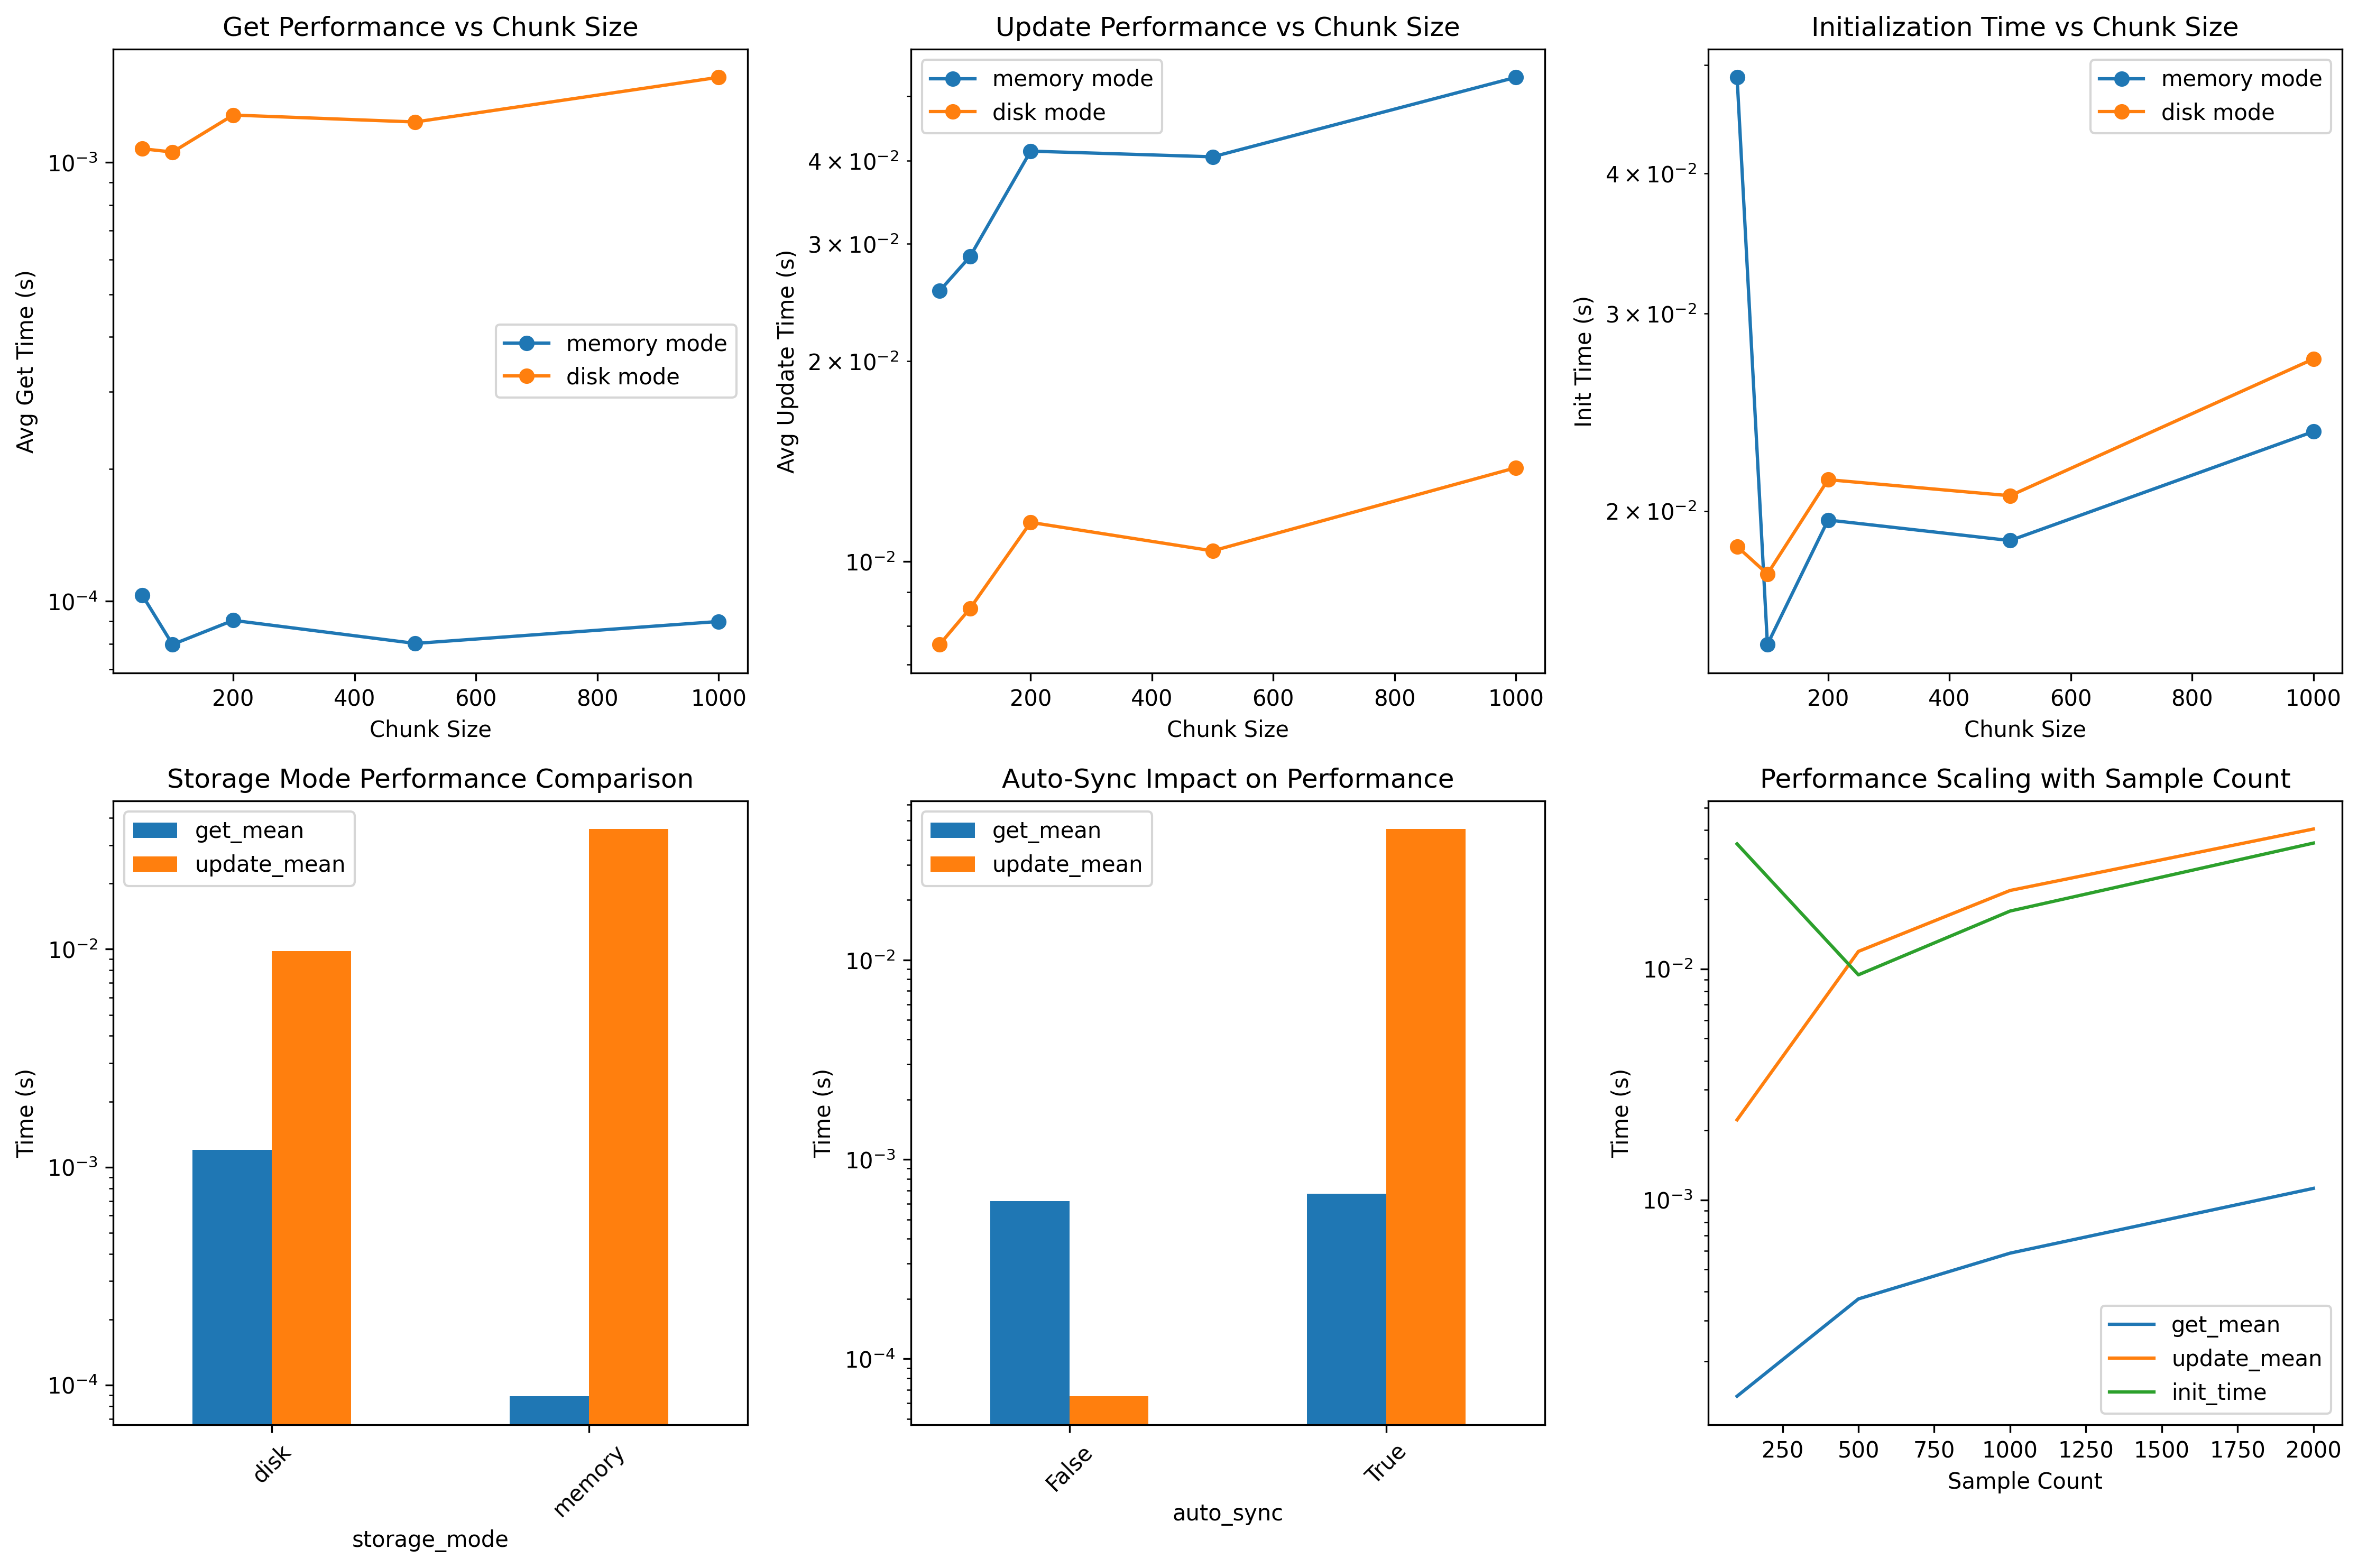 Get Performance vs Chunk Size
Avg Get Time (s)
10⁻³
10⁻⁴
memory mode
disk mode
200 400 600 800 1000
Chunk Size
Update Performance vs Chunk Size
Avg Update Time (s)
memory mode
disk mode
4 × 10⁻²
3 × 10⁻²
2 × 10⁻²
10⁻²
200 400 600 800 1000
Chunk Size
Initialization Time vs Chunk Size
Init Time (s)
memory mode
disk mode
4 × 10⁻²
3 × 10⁻²
2 × 10⁻²
200 400 600 800 1000
Chunk Size
Storage Mode Performance Comparison
Time (s)
get_mean
update_mean
10⁻²
10⁻³
10⁻⁴
disk memory
storage_mode
Auto-Sync Impact on Performance
Time (s)
get_mean
update_mean
10⁻²
10⁻³
10⁻⁴
False True
auto_sync
Performance Scaling with Sample Count
Time (s)
10⁻²
10⁻³
get_mean
update_mean
init_time
250 500 750 1000 1250 1500 1750 2000
Sample Count